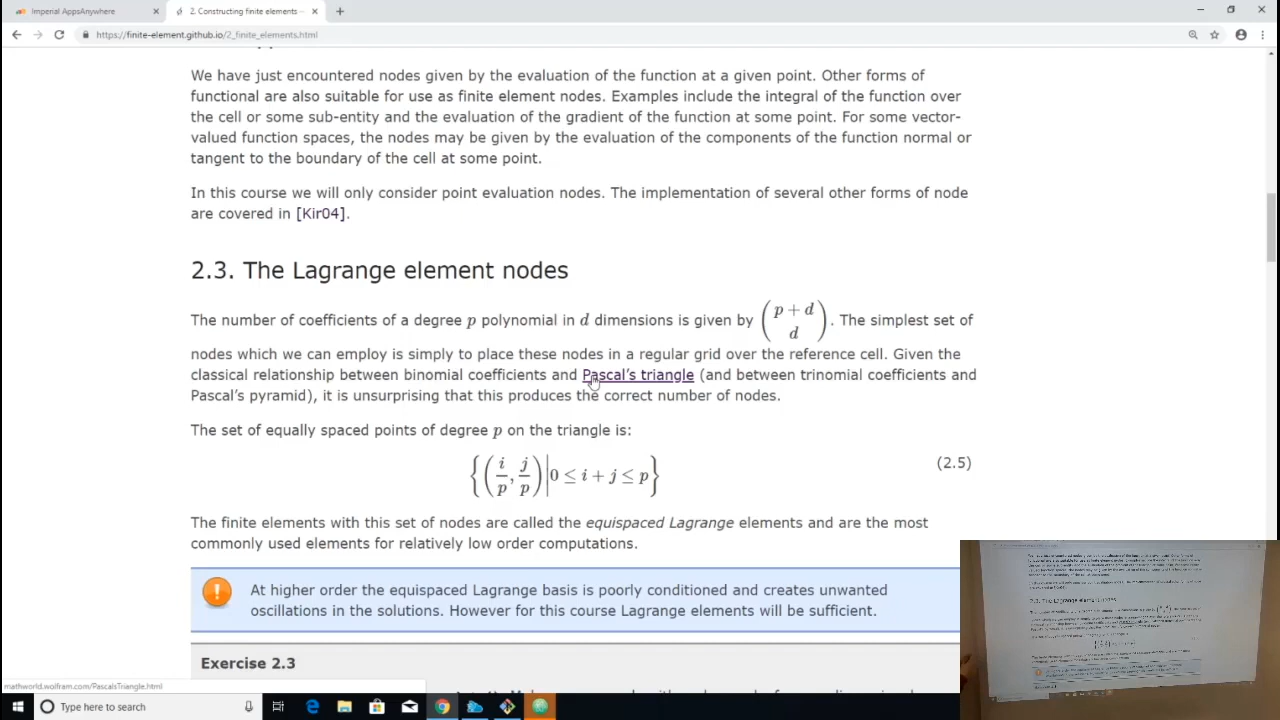 Imperial AppsAnywhere
2. Constructing finite elements —
https://finite-element.github.io/2_finite_elements.html
We have just encountered nodes given by the evaluation of the function at a given point. Other forms of
functional are also suitable for use as finite element nodes. Examples include the integral of the function over
the cell or some sub-entity and the evaluation of the gradient of the function at some point. For some vector-
valued function spaces, the nodes may be given by the evaluation of the components of the function normal or
tangent to the boundary of the cell at some point.
In this course we will only consider point evaluation nodes. The implementation of several other forms of node
are covered in [Kir04].
2.3. The Lagrange element nodes
The number of coefficients of a degree p polynomial in d dimensions is given by (p + d d). The simplest set of
nodes which we can employ is simply to place these nodes in a regular grid over the reference cell. Given the
classical relationship between binomial coefficients and Pascal's triangle (and between trinomial coefficients and
Pascal's pyramid), it is unsurprising that this produces the correct number of nodes.
The set of equally spaced points of degree p on the triangle is:
{(i/p, j/p)|0 ≤ i + j ≤ p} (2.5)
The finite elements with this set of nodes are called the equispaced Lagrange elements and are the most
commonly used elements for relatively low order computations.
At higher order the equispaced Lagrange basis is poorly conditioned and creates unwanted
oscillations in the solutions. However for this course Lagrange elements will be sufficient.
Exercise 2.3
mathworld.wolfram.com/PascalsTriangle.html
Type here to search
2.3. The Lagrange element nodes